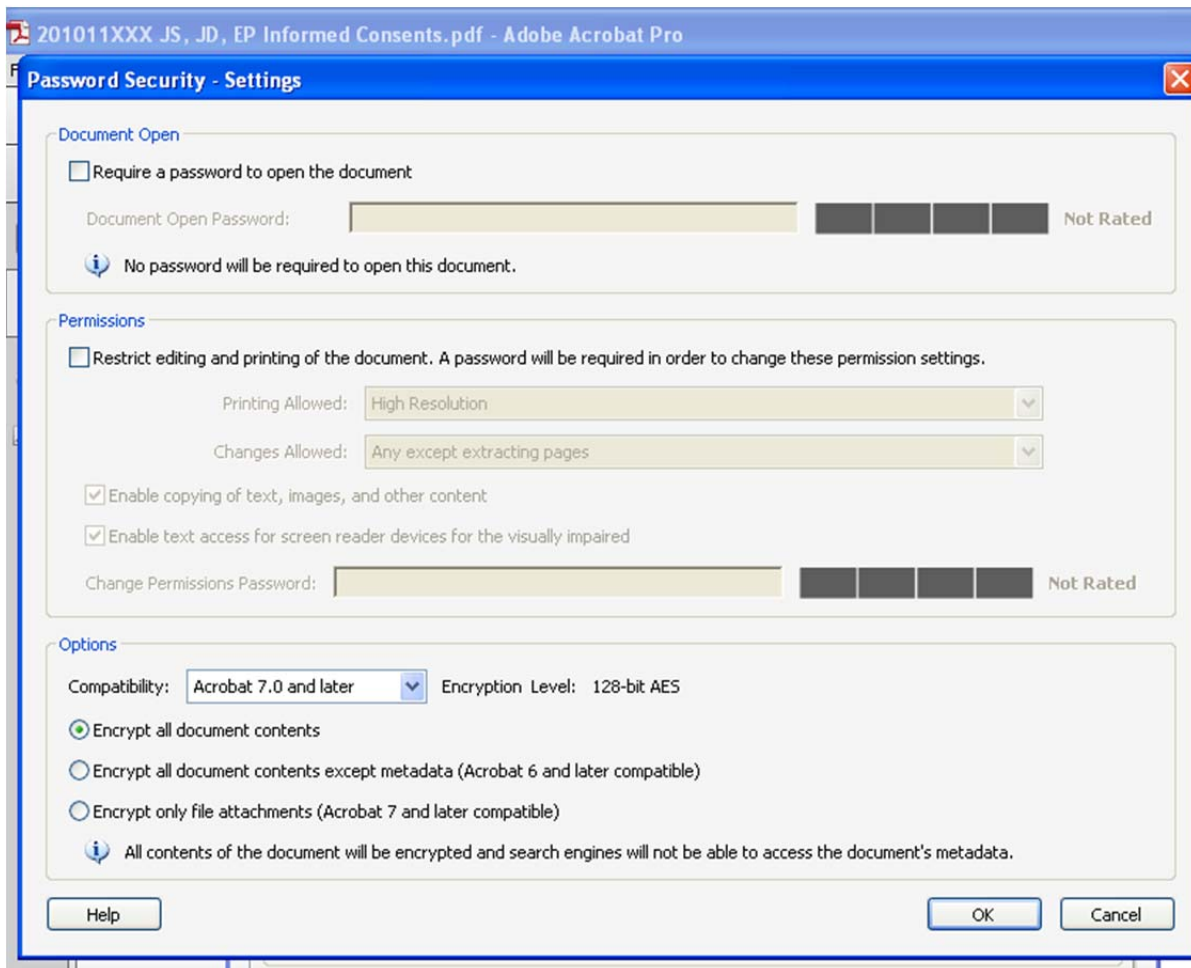 201011XXX JS, JD, EP Informed Consents.pdf - Adobe Acrobat Pro
Password Security - Settings
Document Open
Require a password to open the document
Document Open Password: Not Rated
No password will be required to open this document.
Permissions
Restrict editing and printing of the document. A password will be required in order to change these permission settings.
Printing Allowed: High Resolution
Changes Allowed: Any except extracting pages
Enable copying of text, images, and other content
Enable text access for screen reader devices for the visually impaired
Change Permissions Password: Not Rated
Options
Compatibility: Acrobat 7.0 and later Encryption Level: 128-bit AES
Encrypt all document contents
Encrypt all document contents except metadata (Acrobat 6 and later compatible)
Encrypt only file attachments (Acrobat 7 and later compatible)
All contents of the document will be encrypted and search engines will not be able to access the document's metadata.
Help OK Cancel